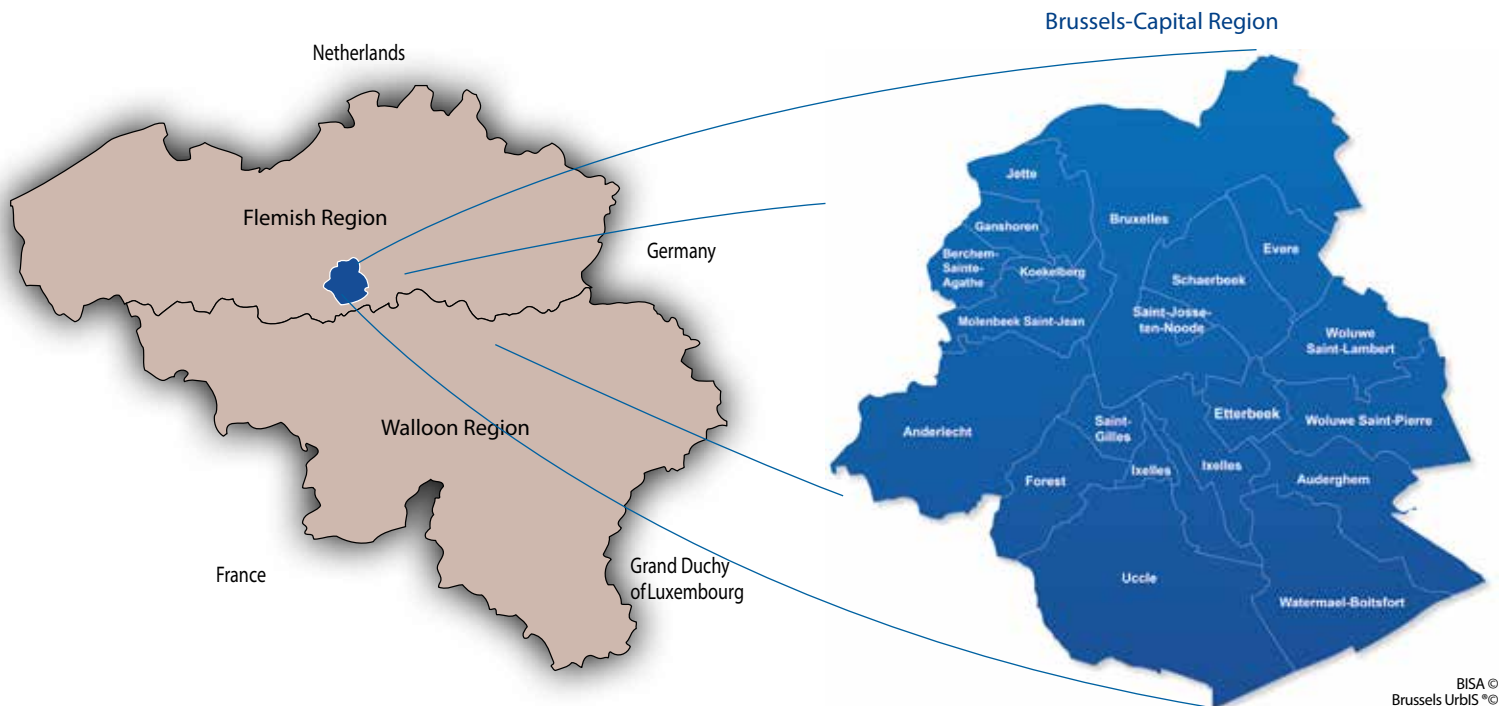 Brussels-Capital Region
Netherlands
Flemish Region
Germany
Walloon Region
France
Grand Duchy
of Luxembourg
Jette
Ganshoren
Bruxelles
Evere
Berchem-
Sainte-
Agathe
Koekelberg
Schaerbeek
Molenbeek Saint-Jean
Saint-Josse-
ten-Noode
Woluwe
Saint-Lambert
Anderlecht
Saint-
Gilles
Etterbeek
Woluwe Saint-Pierre
Forest
Ixelles
Ixelles
Auderghem
Uccle
Watermael-Boitsfort
BISA ©
Brussels UrbIS ®©